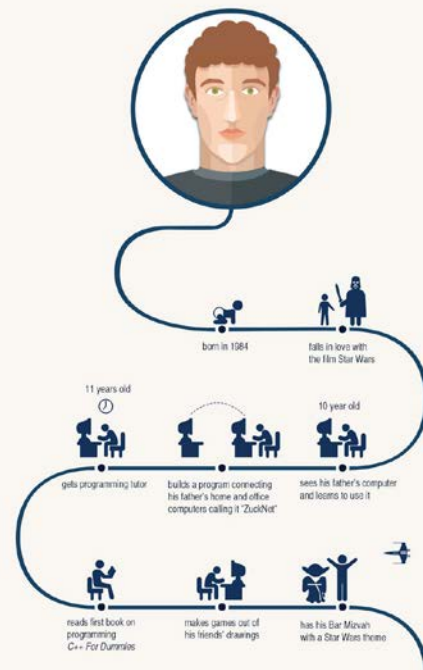 born in 1984
falls in love with
the film Star Wars
10 year old
sees his father's computer
and learns to use it
builds a program connecting
his father's home and office
computers calling it 'ZuckNet'
11 years old
gets programming tutor
reads first book on
programming
C++ For Dummies
makes games out of
his friends' drawings
has his Bar Mizvah
with a Star Wars theme